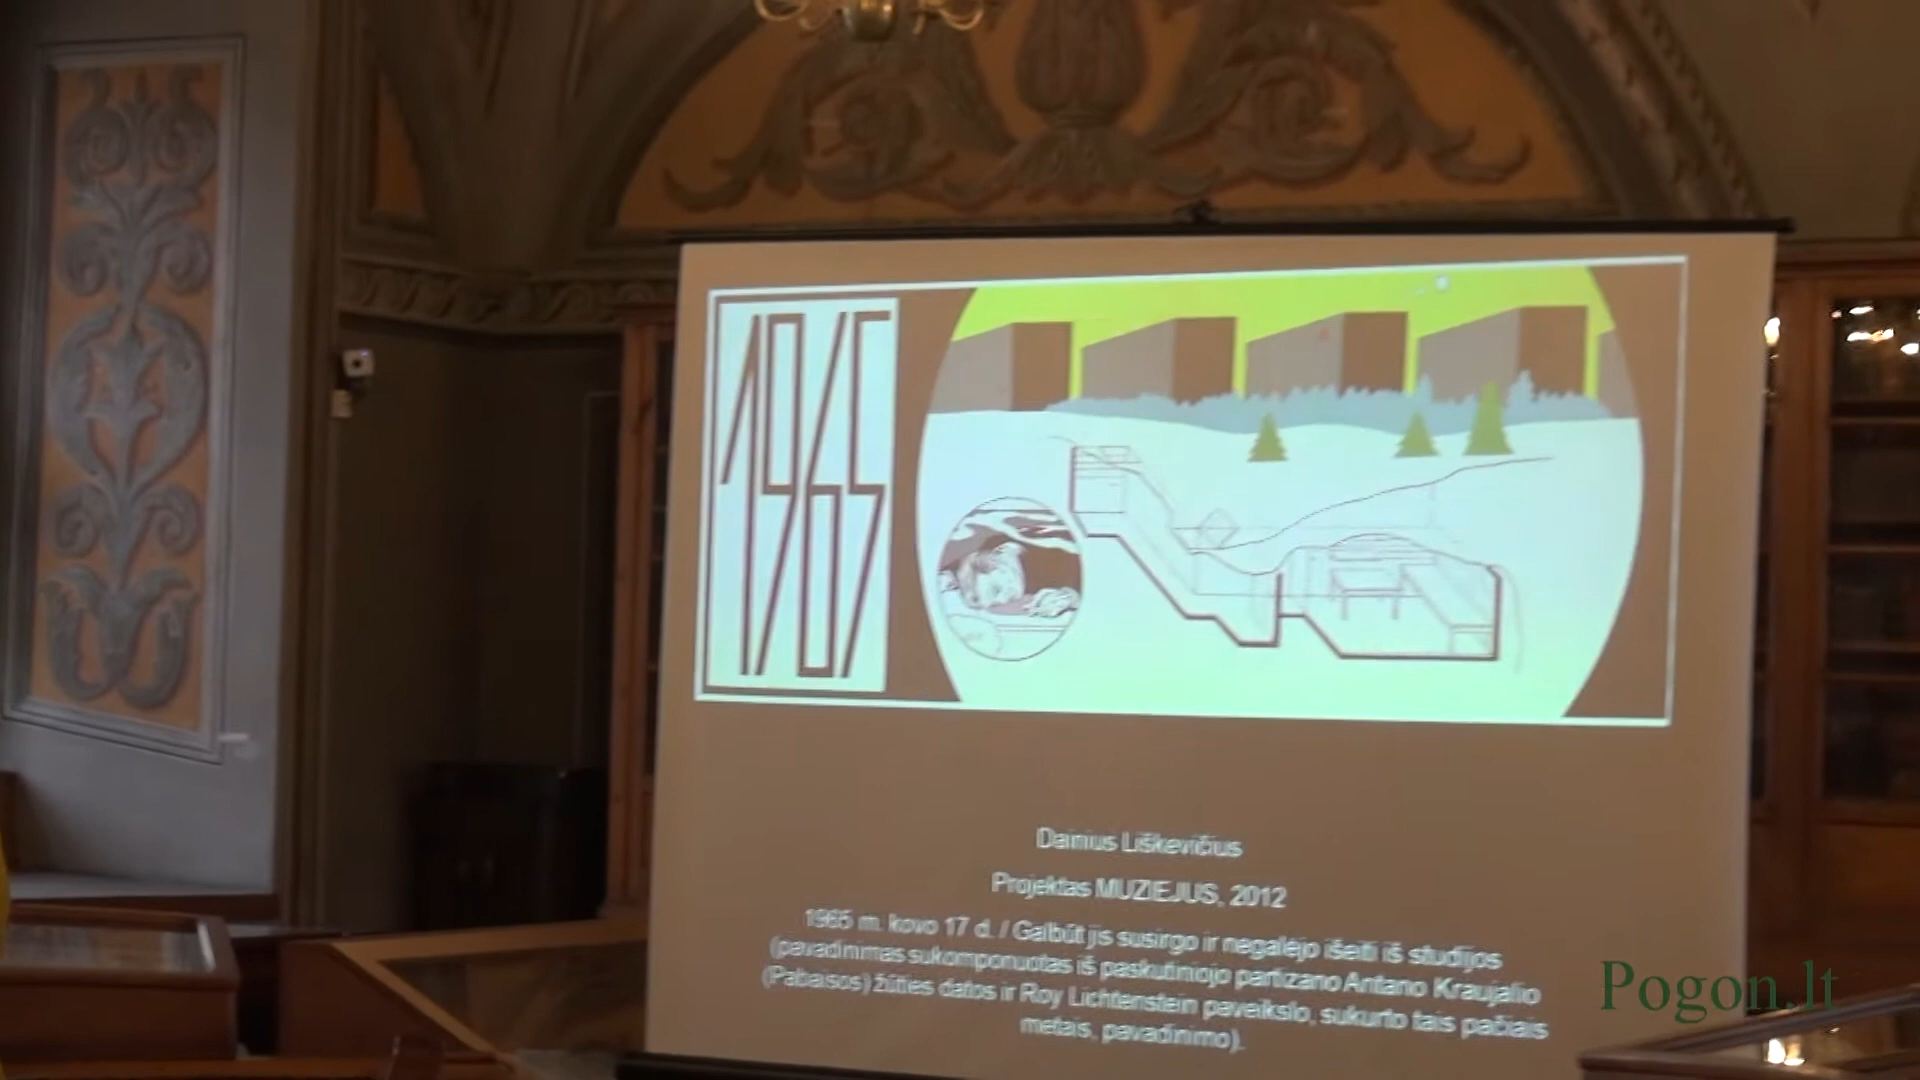 1965
Dainius Liškevičius
Projektas MUZIEJUS, 2012
1965 m. kovo 17 d. / Galbūt jis susirgo ir negalėjo išeiti iš studijos
(pavadinimas sukomponuotas iš paskutiniojo partizano Antano Kraujalio
(Pabaisos) žūties datos ir Roy Lichtenstein paveikslo, sukurto tais pačiais
metais, pavadinimo).
Pogon.lt